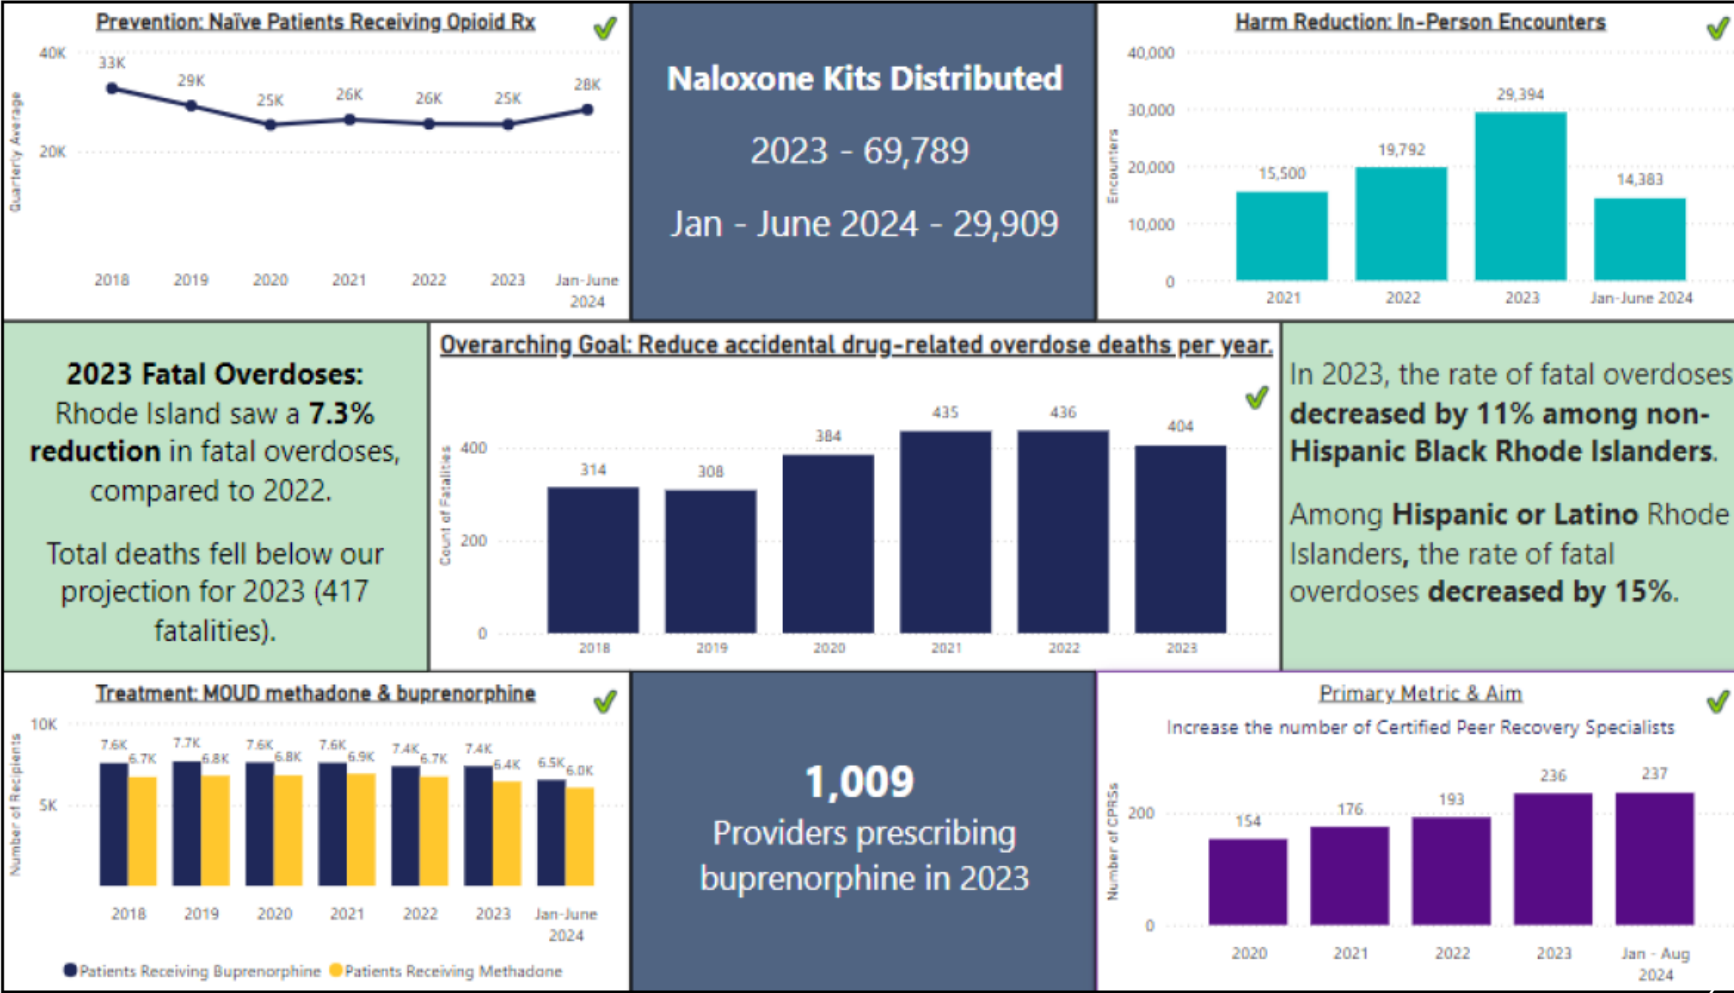 Prevention: Naïve Patients Receiving Opioid Rx
Quarterly Average
40K
20K
33K
29K
25K
26K
26K
25K
28K
2018
2019
2020
2021
2022
2023
Jan-June
2024
Naloxone Kits Distributed
2023 - 69,789
Jan - June 2024 - 29,909
Harm Reduction: In-Person Encounters
Encounters
40,000
30,000
20,000
10,000
0
15,500
19,792
29,394
14,383
2021
2022
2023
Jan-June 2024
2023 Fatal Overdoses:
Rhode Island saw a 7.3%
reduction in fatal overdoses,
compared to 2022.
Total deaths fell below our
projection for 2023 (417
fatalities).
Overarching Goal: Reduce accidental drug-related overdose deaths per year.
Count of Fatalities
400
200
0
314
308
384
435
436
404
2018
2019
2020
2021
2022
2023
In 2023, the rate of fatal overdoses
decreased by 11% among non-
Hispanic Black Rhode Islanders.
Among Hispanic or Latino Rhode
Islanders, the rate of fatal
overdoses decreased by 15%.
Treatment: MOUD methadone & buprenorphine
Number of Recipients
10K
5K
7.6K
6.7K
7.7K
6.8K
7.6K
6.8K
7.6K
6.9K
7.4K
6.7K
7.4K
6.4K
6.5K
6.0K
2018
2019
2020
2021
2022
2023
Jan-June
2024
Patients Receiving Buprenorphine
Patients Receiving Methadone
1,009
Providers prescribing
buprenorphine in 2023
Primary Metric & Aim
Increase the number of Certified Peer Recovery Specialists
Number of CPRSs
200
0
154
176
193
236
237
2020
2021
2022
2023
Jan - Aug
2024